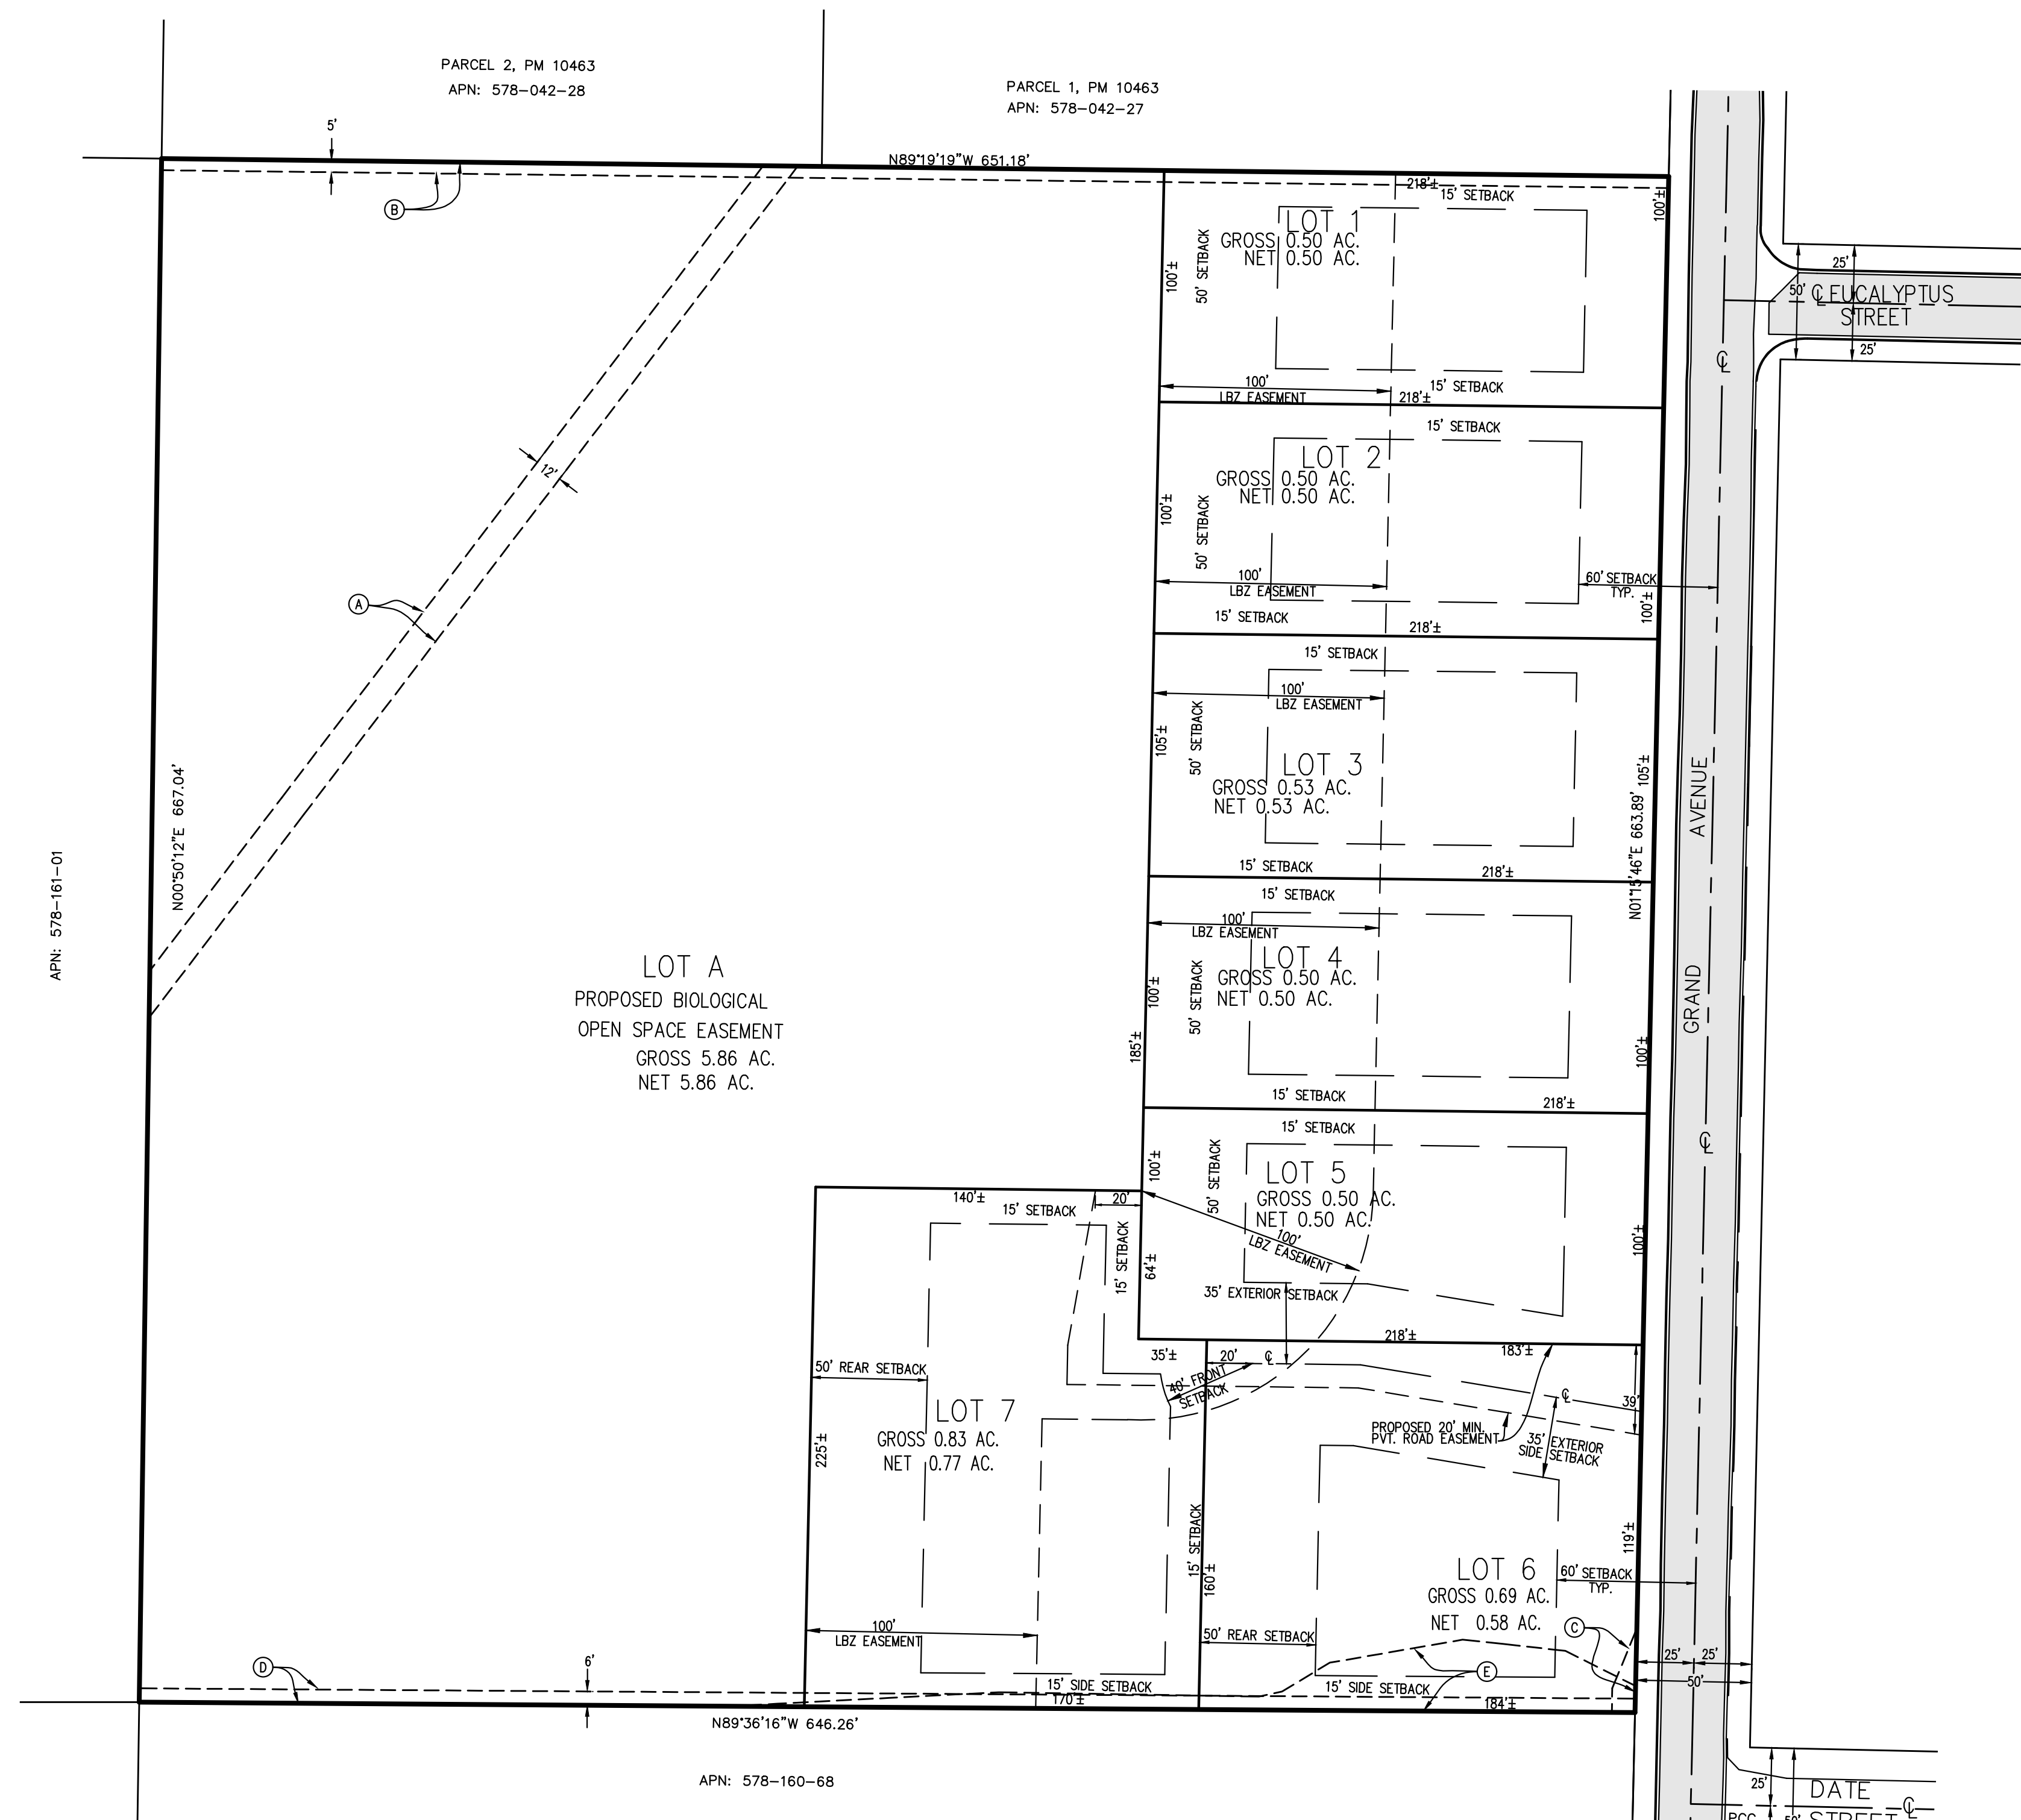 PARCEL 2, PM 10463
APN: 578-042-28
PARCEL 1, PM 10463
APN: 578-042-27
5'
N89°19'19"W 651.18'
B
218'±
15' SETBACK
100'±
LOT 1
GROSS 0.50 AC.
NET 0.50 AC.
50' SETBACK
100'±
100'
LBZ EASEMENT
15' SETBACK
218'±
25'
50'
℄ EUCALYPTUS
STREET
25'
℄
15' SETBACK
LOT 2
GROSS 0.50 AC.
NET 0.50 AC.
12'
100'±
50' SETBACK
100'
LBZ EASEMENT
60' SETBACK
TYP.
100'±
15' SETBACK
218'±
A
15' SETBACK
100'
LBZ EASEMENT
105'±
50' SETBACK
LOT 3
GROSS 0.53 AC.
NET 0.53 AC.
105'±
N01°15'46"E 663.89'
GRAND AVENUE
15' SETBACK
218'±
N00°50'12"E 667.04'
APN: 578-161-01
15' SETBACK
100'
LBZ EASEMENT
LOT 4
GROSS 0.50 AC.
NET 0.50 AC.
100'±
50' SETBACK
185'±
100'±
LOT A
PROPOSED BIOLOGICAL
OPEN SPACE EASEMENT
GROSS 5.86 AC.
NET 5.86 AC.
15' SETBACK
218'±
15' SETBACK
℄
100'±
50' SETBACK
LOT 5
GROSS 0.50 AC.
NET 0.50 AC.
100'
LBZ EASEMENT
100'±
140'±
20'
15' SETBACK
15' SETBACK
64'±
35' EXTERIOR SETBACK
218'±
183'±
35'±
20'
℄
50' REAR SETBACK
40' FRONT
SETBACK
℄
39'
LOT 7
GROSS 0.83 AC.
NET 0.77 AC.
225'±
PROPOSED 20' MIN.
PVT. ROAD EASEMENT
35' EXTERIOR
SIDE SETBACK
15' SETBACK
160'±
119'±
LOT 6
GROSS 0.69 AC.
NET 0.58 AC.
60' SETBACK
TYP.
C
100'
LBZ EASEMENT
50' REAR SETBACK
25'
25'
50'
D
6'
E
15' SIDE SETBACK
170'±
15' SIDE SETBACK
184'±
N89°36'16"W 646.26'
APN: 578-160-68
25'
DATE
STREET ℄
PCC
50'